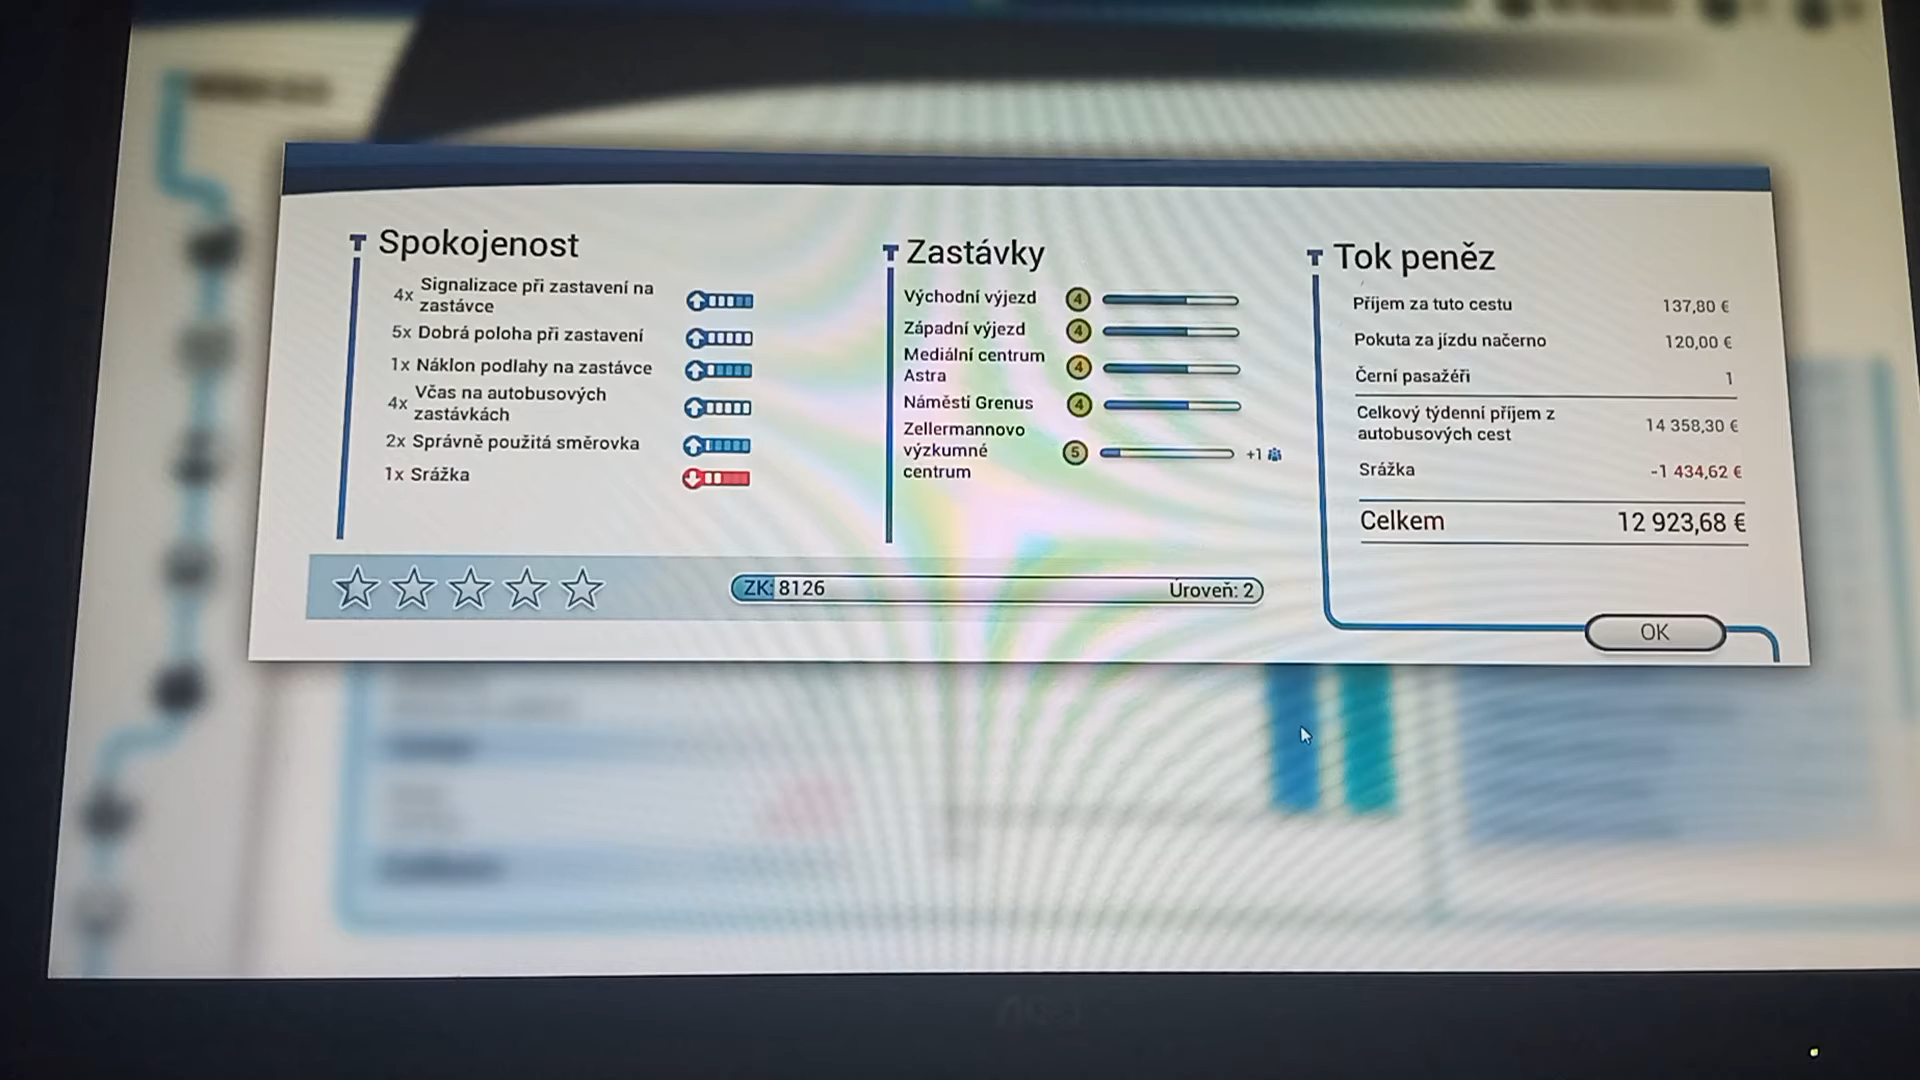 Spokojenost
4x Signalizace při zastavení na
zastávce
5x Dobrá poloha při zastavení
1x Náklon podlahy na zastávce
4x Včas na autobusových
zastávkách
2x Správně použitá směrovka
1x Srážka
Zastávky
Východní výjezd 4
Západní výjezd 4
Mediální centrum
Astra 4
Náměstí Grenus 4
Zellermannovo
výzkumné
centrum 5 +1
Tok peněz
Příjem za tuto cestu 137,80 €
Pokuta za jízdu načerno 120,00 €
Černí pasažéři 1
Celkový týdenní příjem z
autobusových cest 14 358,30 €
Srážka -1 434,62 €
Celkem 12 923,68 €
ZK: 8126 Úroveň: 2
OK